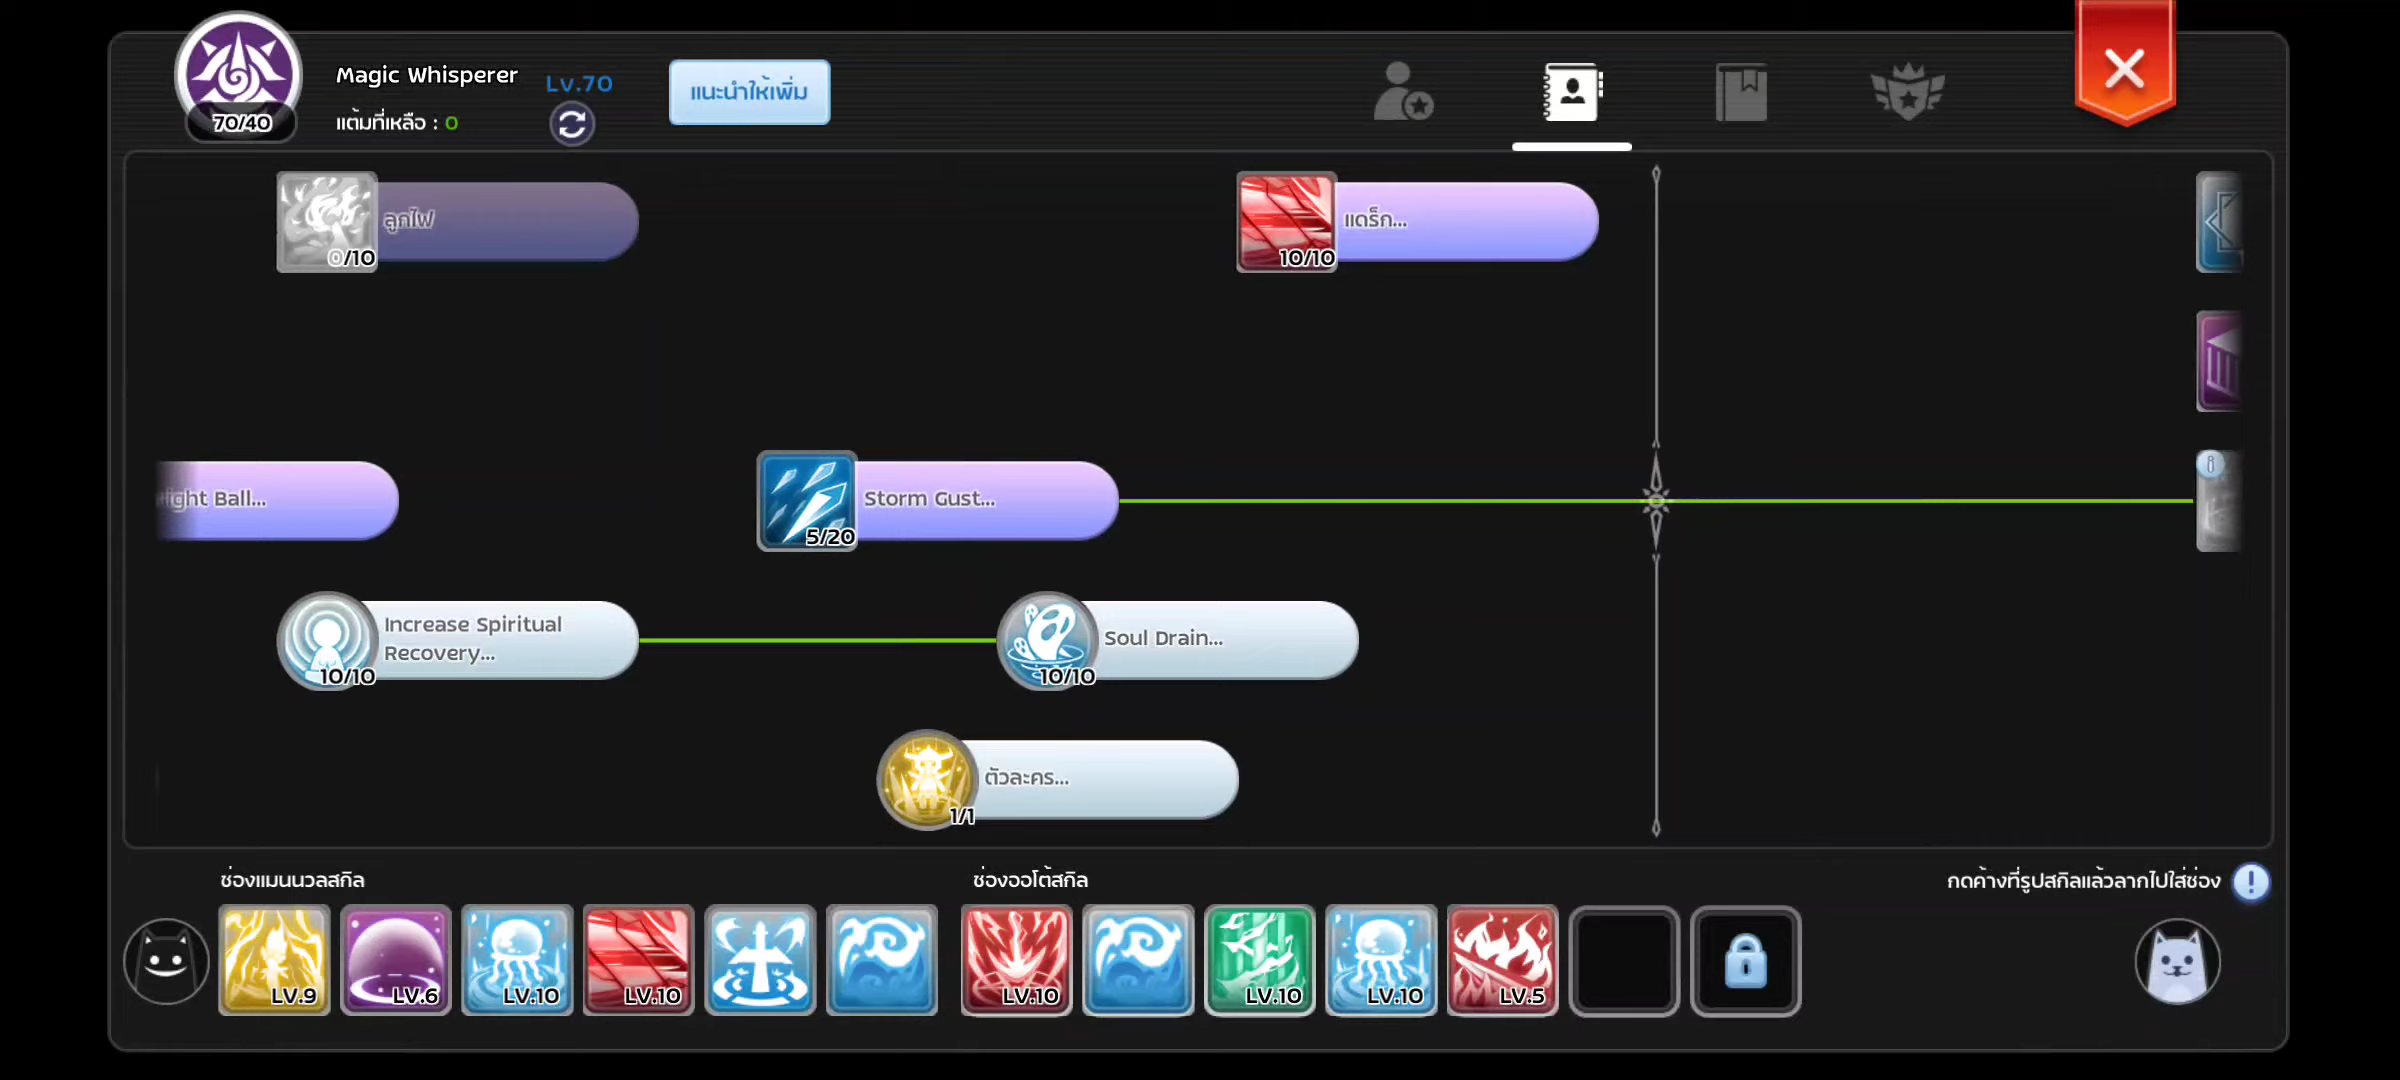 Magic Whisperer
Lv.70
แนะนำให้เพิ่ม
70/40
แต้มที่เหลือ : 0
ลูกไฟ
0/10
แดร็ก...
10/10
ight Ball...
Storm Gust...
5/20
Increase Spiritual
Recovery...
10/10
Soul Drain...
10/10
ตัวละคร...
1/1
ช่องแมนนวลสกิล
ช่องออโต้สกิล
กดค้างที่รูปสกิลแล้วลากไปใส่ช่อง
LV.9
LV.6
LV.10
LV.10
LV.10
LV.10
LV.10
LV.5